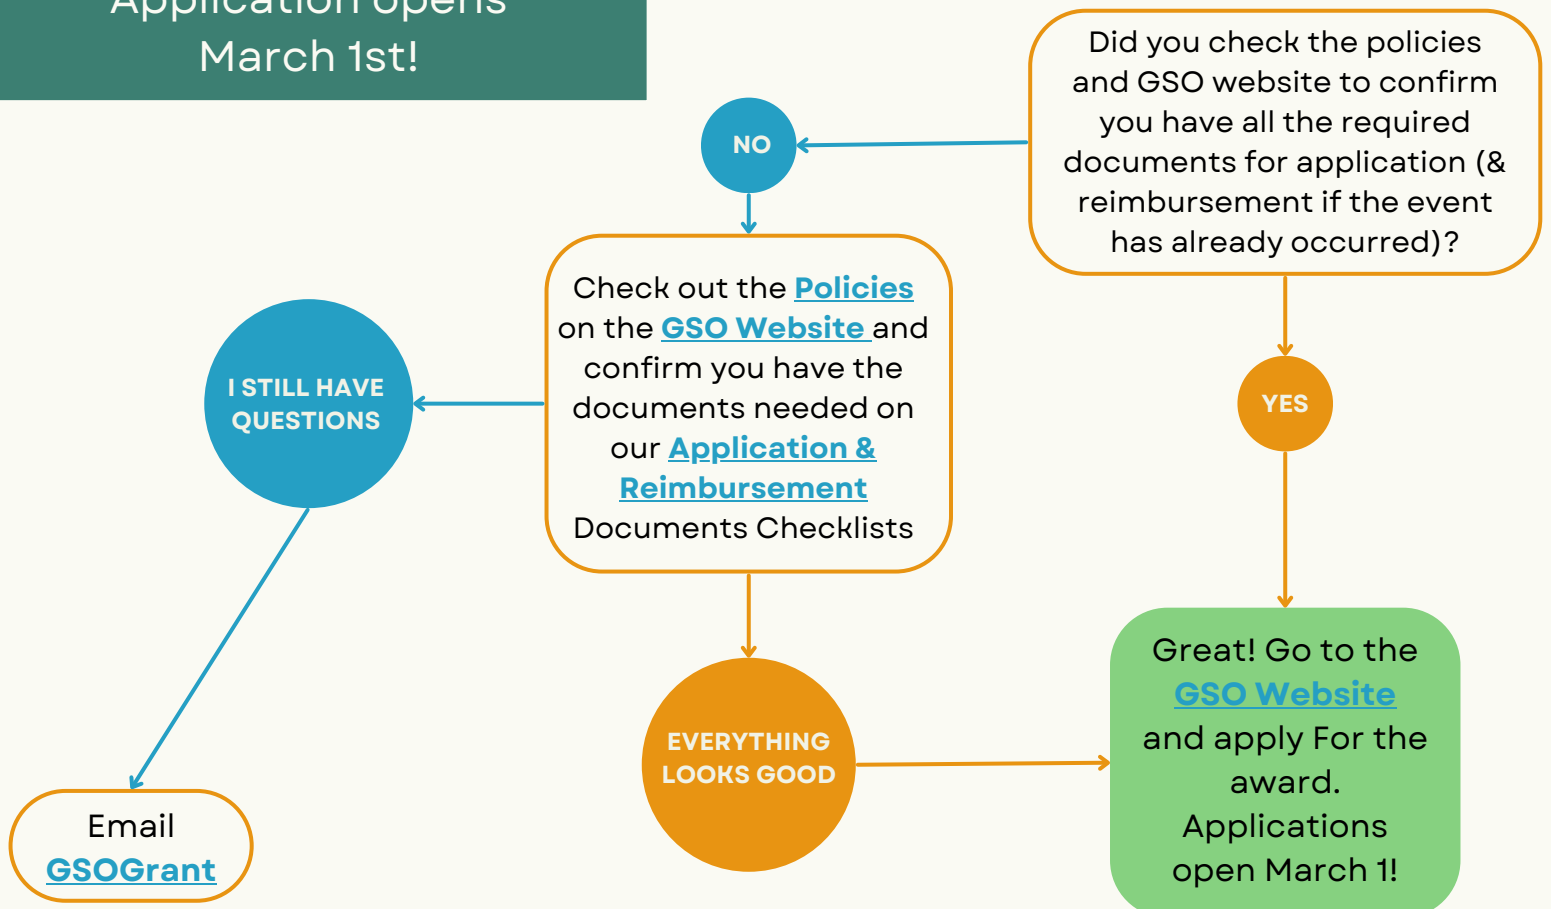 Application opens
March 1st!
Did you check the policies
and GSO website to confirm
you have all the required
documents for application (&
reimbursement if the event
has already occurred)?
NO
Check out the Policies
on the GSO Website and
confirm you have the
documents needed on
our Application &
Reimbursement
Documents Checklists
I STILL HAVE
QUESTIONS
YES
EVERYTHING
LOOKS GOOD
Great! Go to the
GSO Website
and apply For the
award.
Applications
open March 1!
Email
GSOGrant